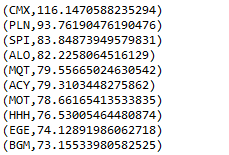 (CMX,116.1470588235294)
(PLN,93.76190476190476)
(SPI,83.84873949579831)
(ALO,82.2258064516129)
(MQT,79.55665024630542)
(ACY,79.3103448275862)
(MOT,78.66165413533835)
(HHH,76.53005464480874)
(EGE,74.12891986062718)
(BGM,73.15533980582525)